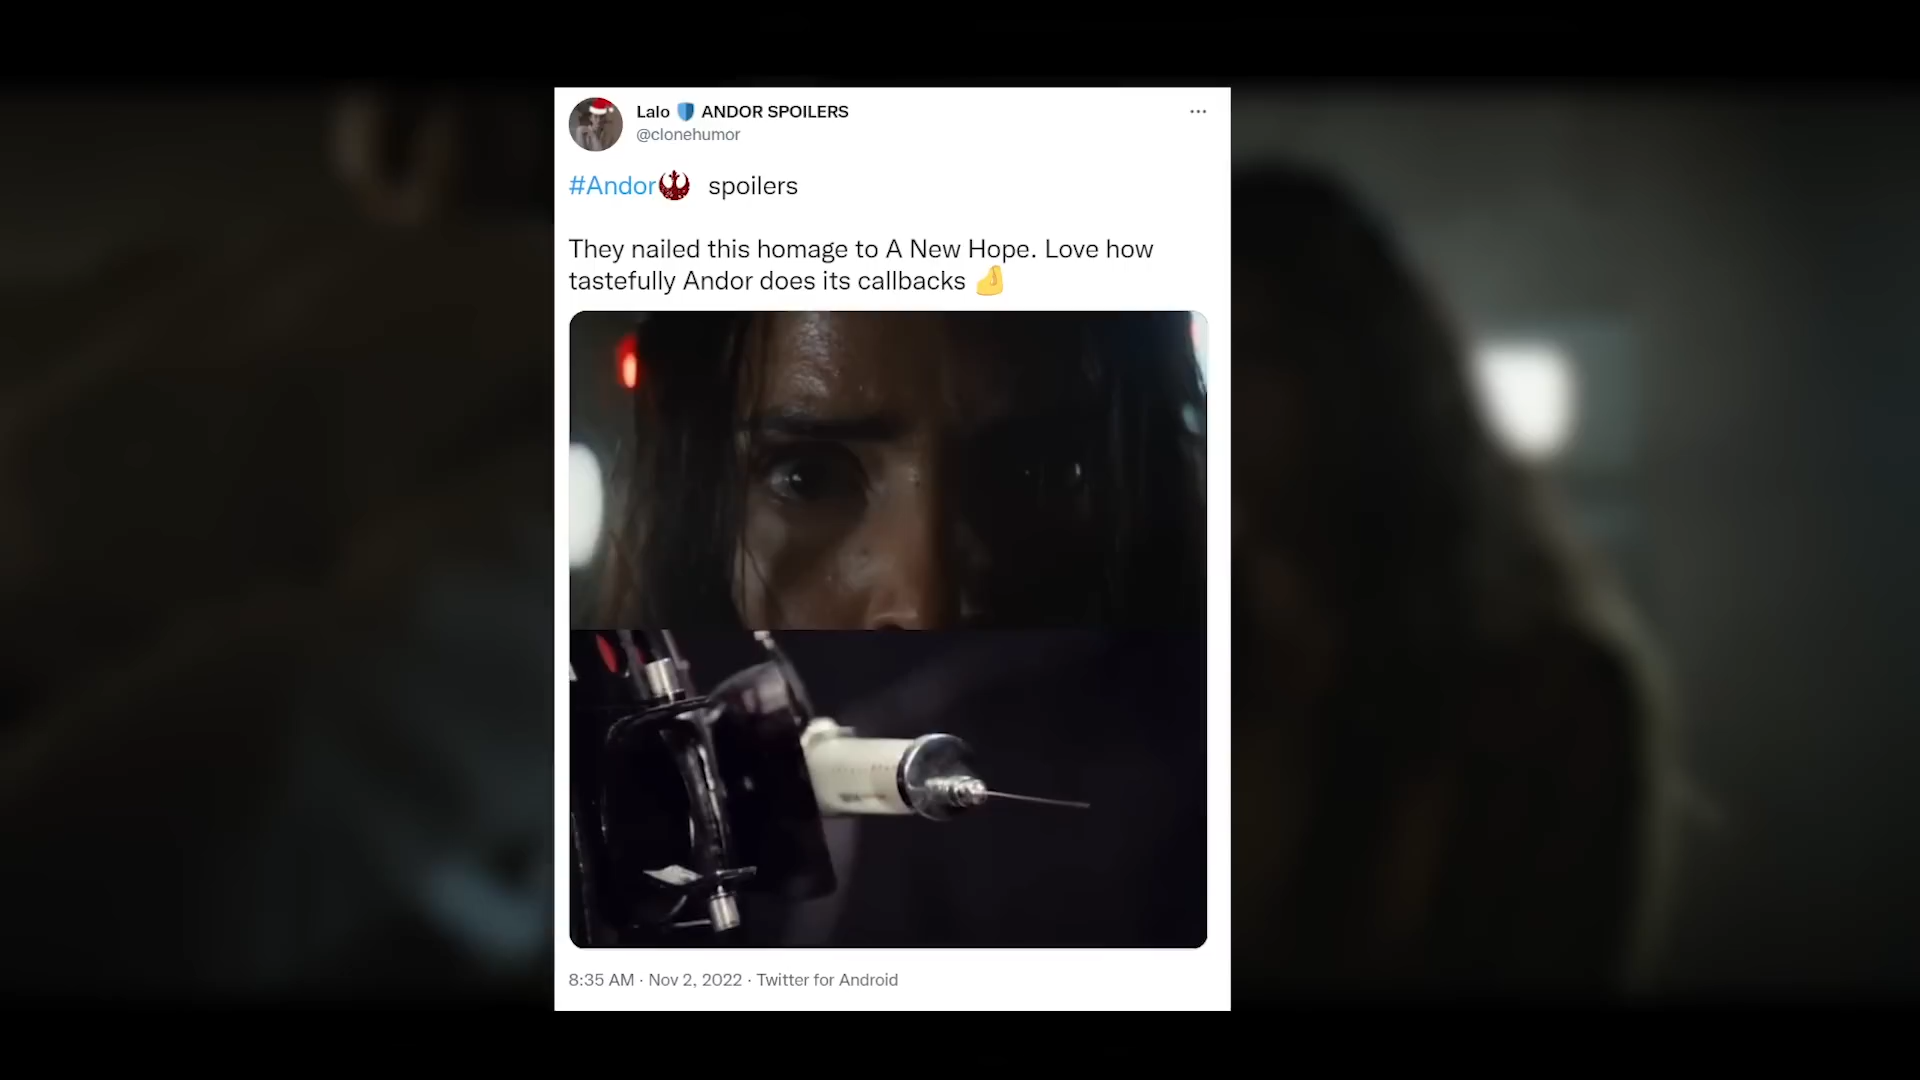 Lalo 🛡️ ANDOR SPOILERS
@clonehumor
#Andor spoilers
They nailed this homage to A New Hope. Love how
tastefully Andor does its callbacks 🤌
8:35 AM · Nov 2, 2022 · Twitter for Android